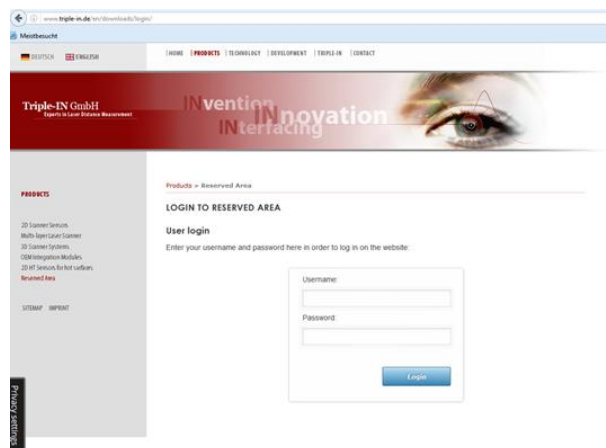 www.triple-in.de/en/downloads/login/
Meistbesucht
DEUTSCH ENGLISH
HOME | PRODUCTS | TECHNOLOGY | DEVELOPMENT | TRIPLE-IN | CONTACT
Triple-IN GmbH
Experts in Laser Distance Measurement
INvention
INnovation
INterfacing
PRODUCTS
2D Scanner Sensors
Multi-layer Laser Scanner
3D Scanner Systems
OEM Integration Modules
2D HT Sensors for hot surfaces
Reserved Area
SITEMAP IMPRINT
Products » Reserved Area
LOGIN TO RESERVED AREA
User login
Enter your username and password here in order to log in on the website:
Username:
Password:
Login
Privacy settings